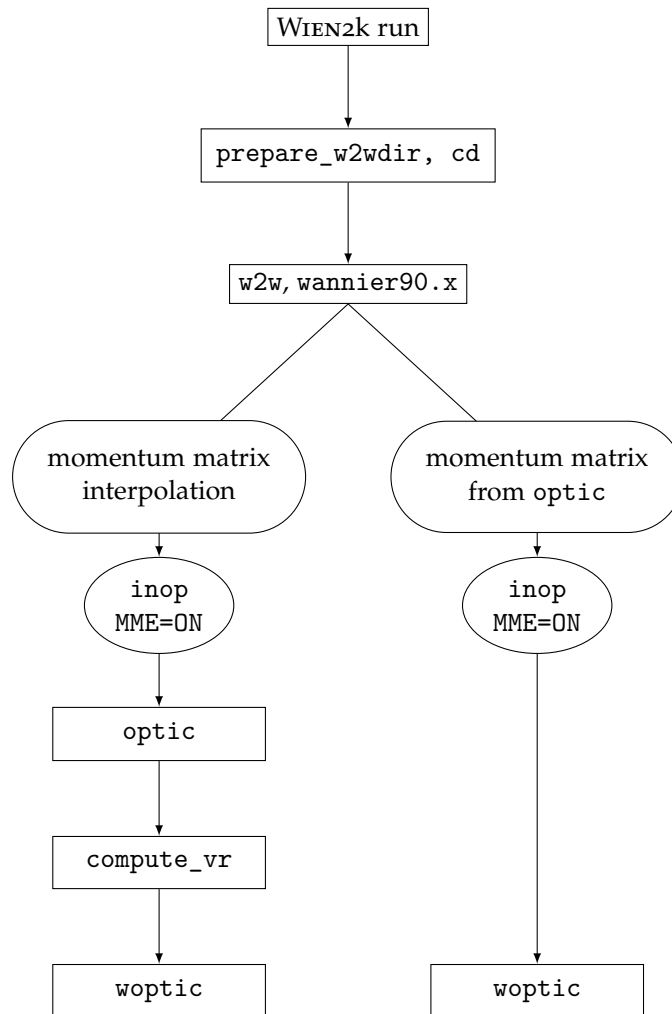 WIEN2k run
prepare_w2wdir, cd
w2w, wannier90.x
momentum matrix
interpolation
momentum matrix
from optic
inop
MME=ON
inop
MME=ON
optic
compute_vr
woptic
woptic